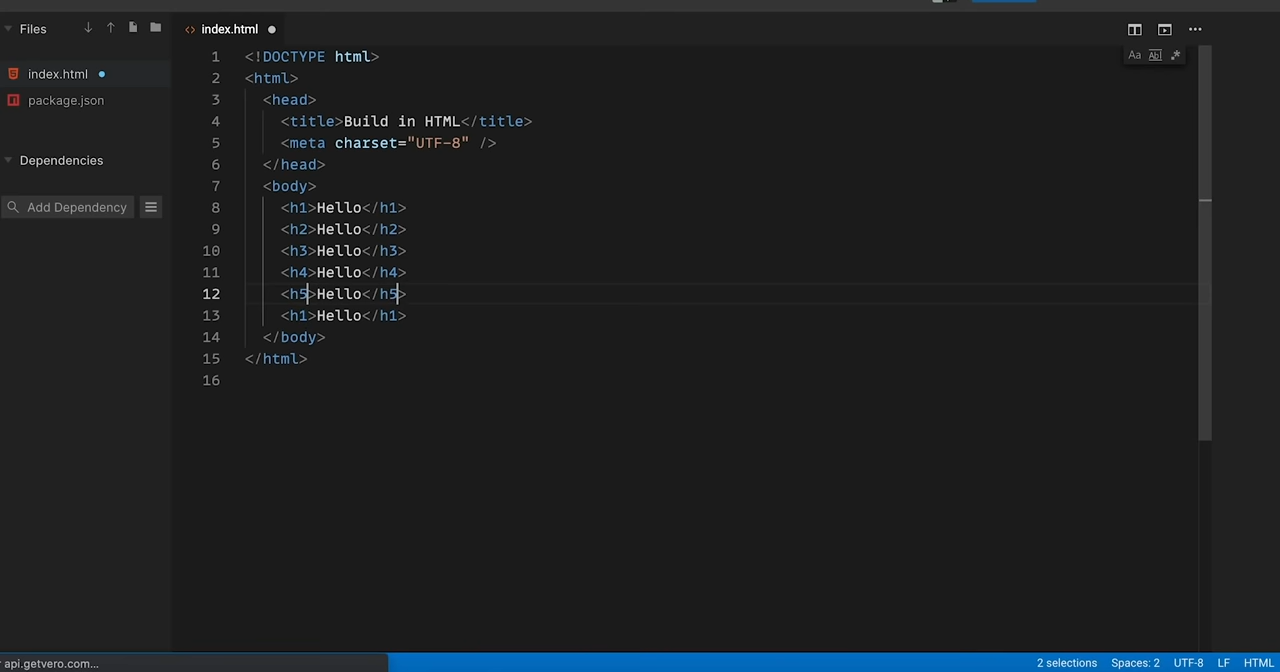 Files
index.html
index.html
package.json
Dependencies
Add Dependency
Aa Abl .*
1 <!DOCTYPE html>
2 <html>
3 <head>
4 <title>Build in HTML</title>
5 <meta charset="UTF-8" />
6 </head>
7 <body>
8 <h1>Hello</h1>
9 <h2>Hello</h2>
10 <h3>Hello</h3>
11 <h4>Hello</h4>
12 <h5>Hello</h5>
13 <h1>Hello</h1>
14 </body>
15 </html>
16
api.getvero.com...
2 selections Spaces: 2 UTF-8 LF HTML